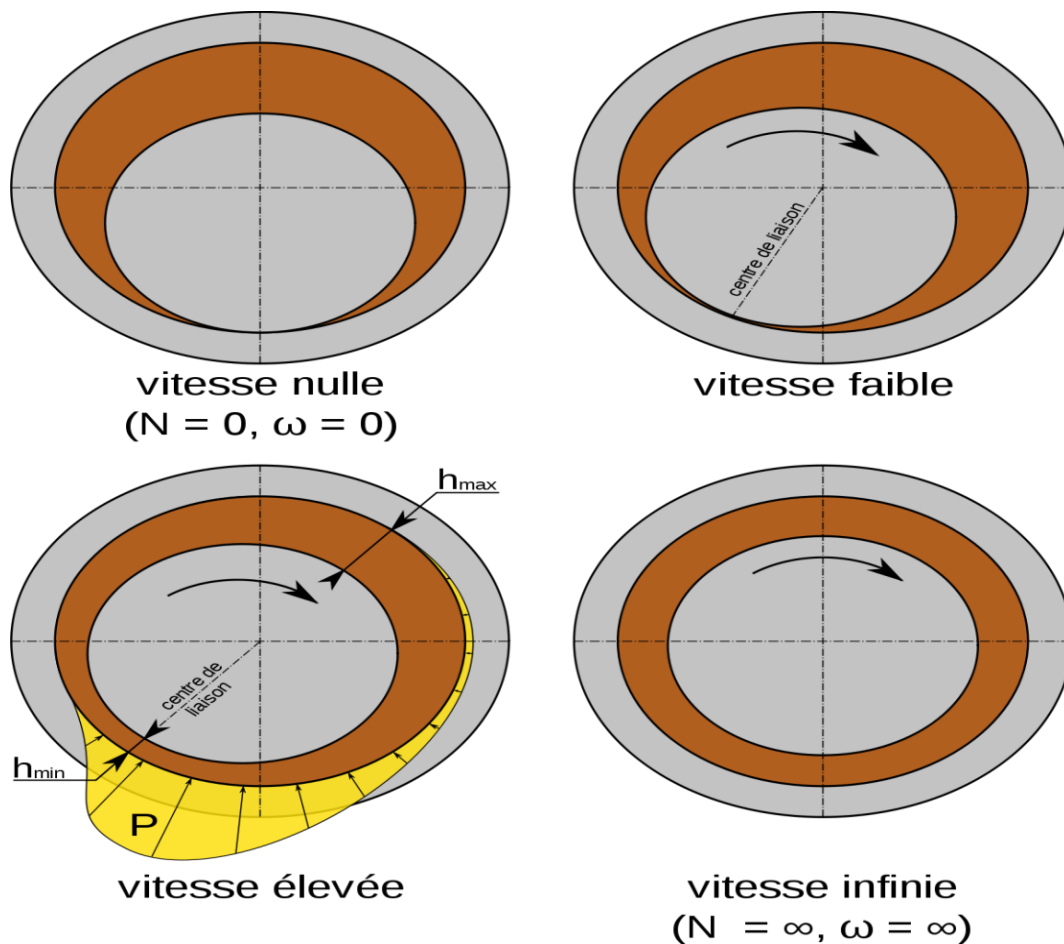 centre de liaison
vitesse nulle
(N = 0, ω = 0)
vitesse faible
hmax
centre de
liaison
hmin
P
vitesse élevée
vitesse infinie
(N = ∞, ω = ∞)